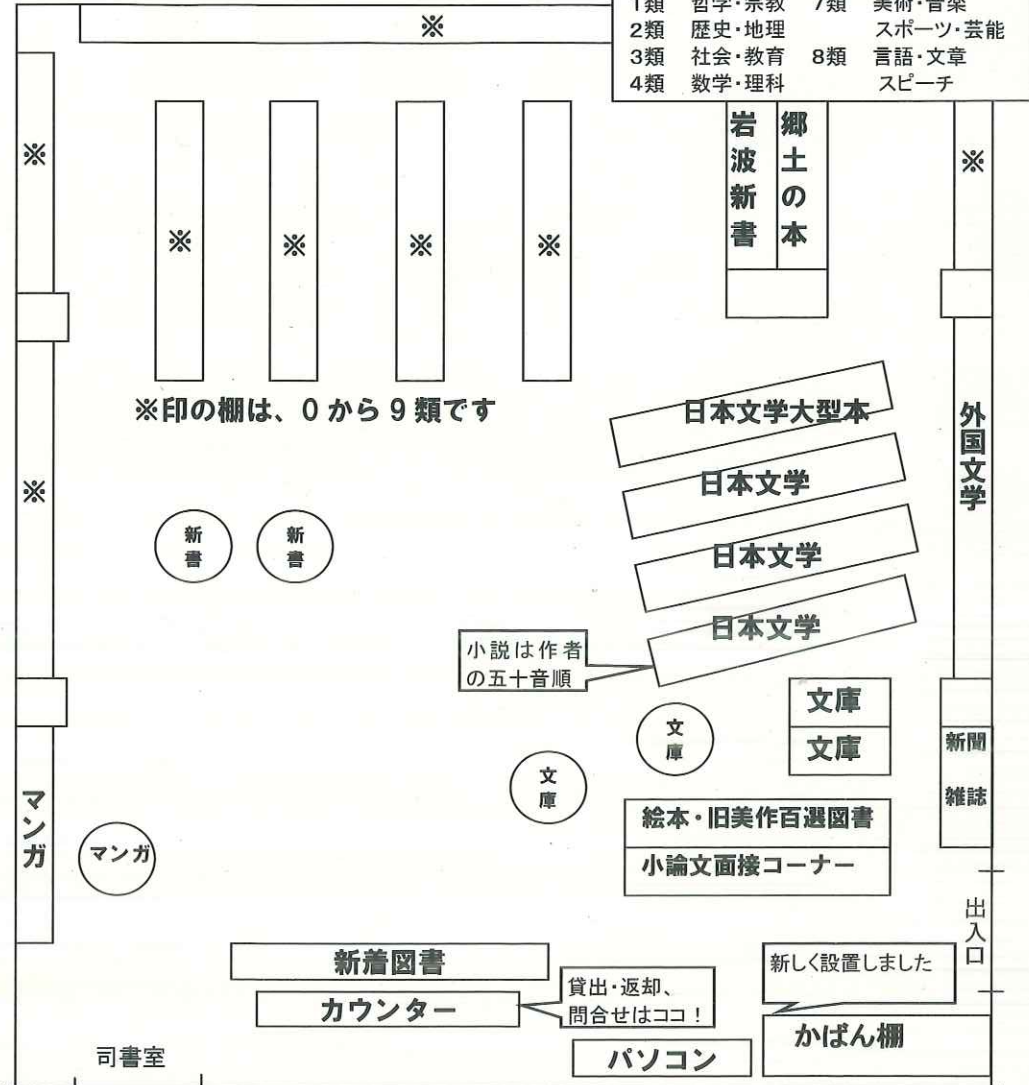 1類 哲学・宗教 7類 美術・音楽
2類 歴史・地理 スポーツ・芸能
3類 社会・教育 8類 言語・文章
4類 数学・理科 スピーチ
※
※
※
※
※
※
※
岩波新書
郷土の本
※印の棚は、0から9類です
日本文学大型本
日本文学
日本文学
日本文学
外国文学
※
新書
新書
小説は作者
の五十音順
文庫
文庫
文庫
文庫
新聞
雑誌
マンガ
マンガ
絵本・旧美作百選図書
小論文面接コーナー
出入口
新着図書
カウンター
貸出・返却、
問合せはココ！
新しく設置しました
かばん棚
パソコン
司書室